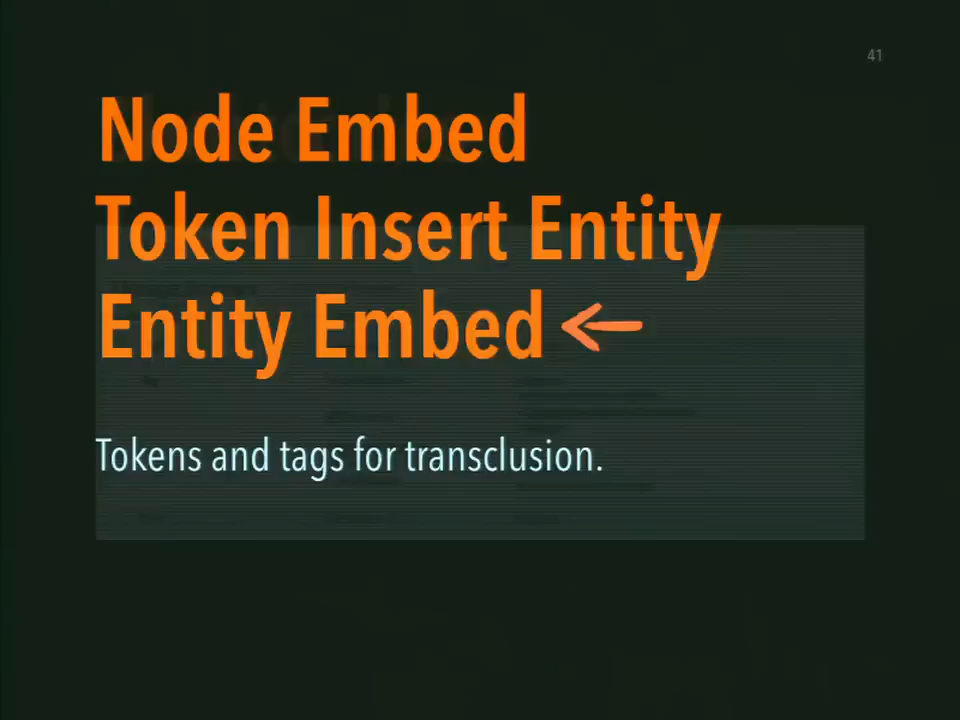 41
Node Embed
Token Insert Entity
Entity Embed ←
Tokens and tags for transclusion.